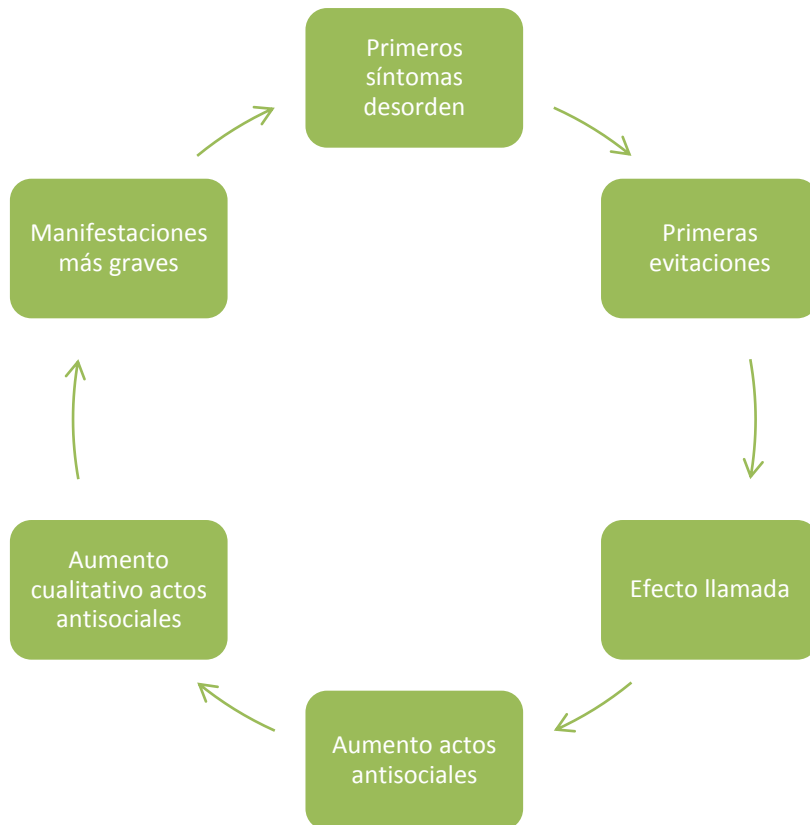 Primeros
síntomas
desorden
Primeras
evitaciones
Efecto llamada
Aumento actos
antisociales
Aumento
cualitativo actos
antisociales
Manifestaciones
más graves